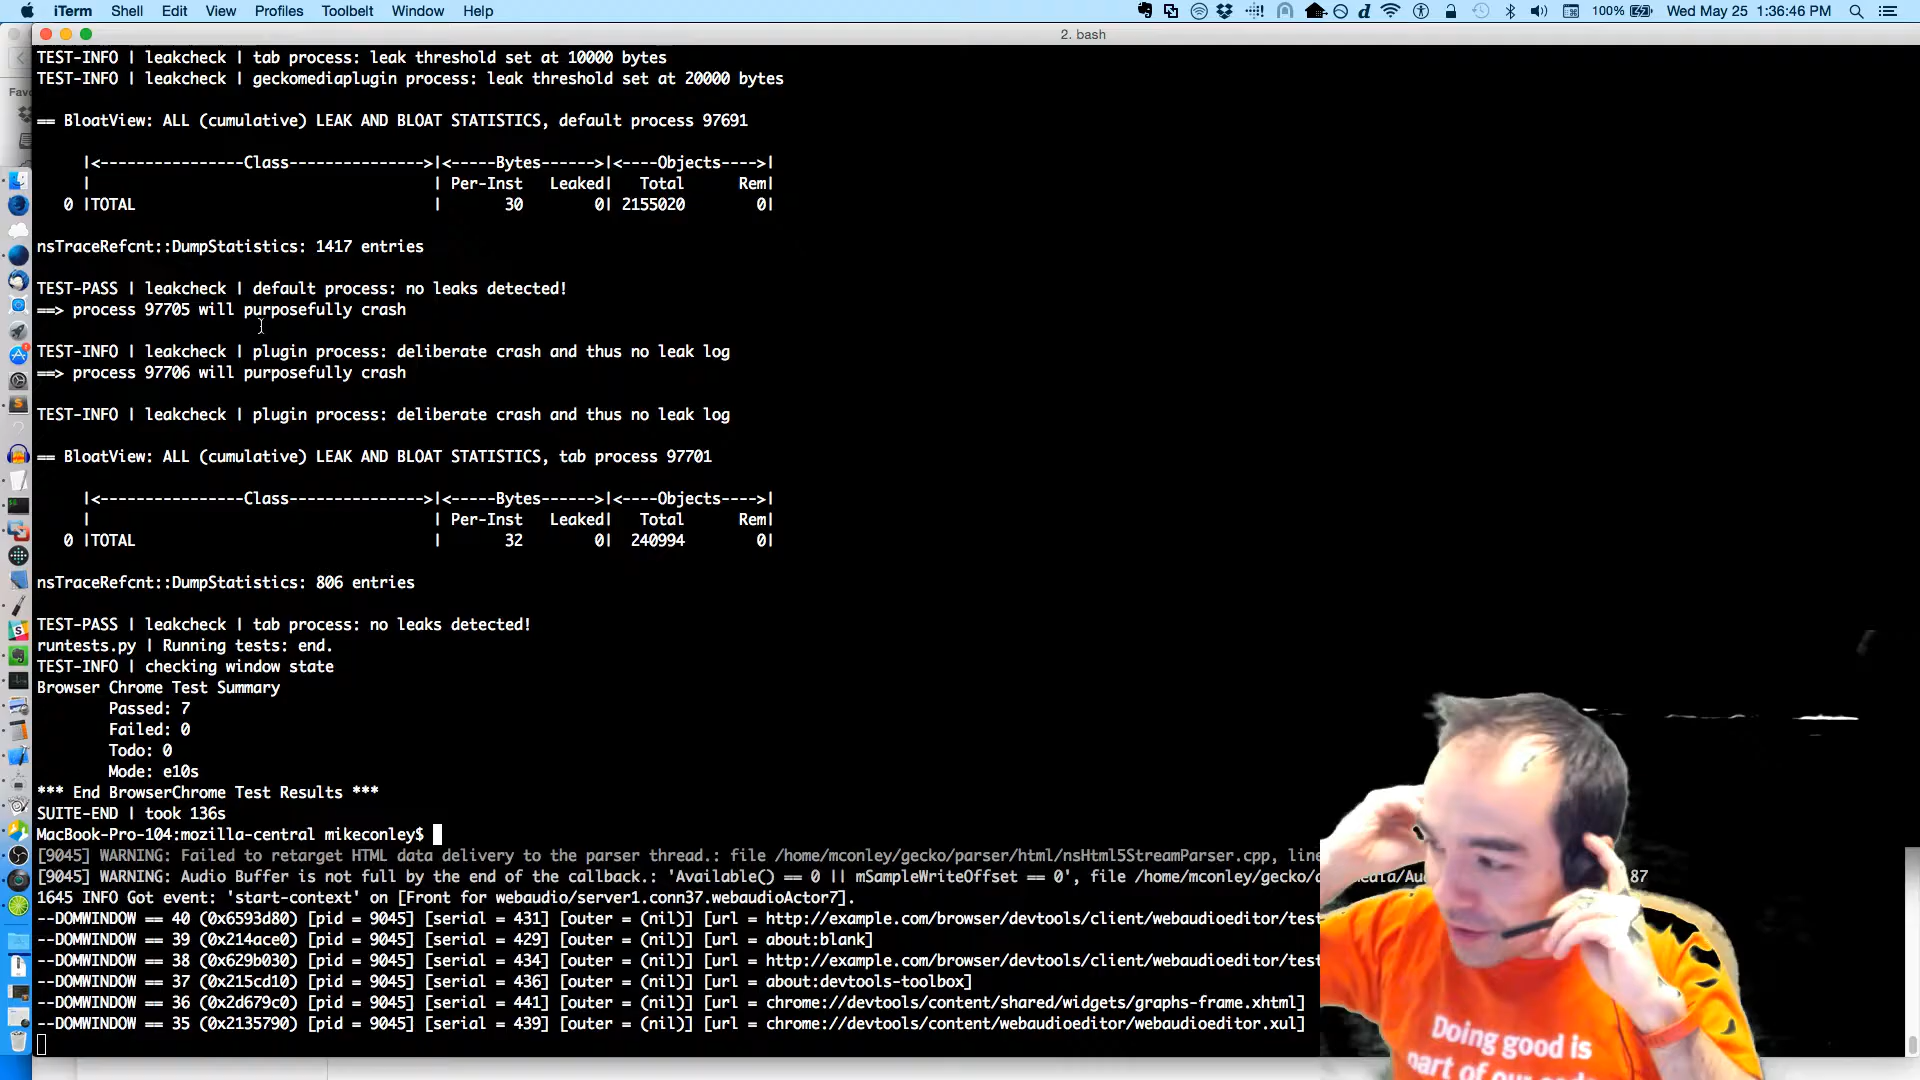 iTerm Shell Edit View Profiles Toolbelt Window Help 100% Wed May 25 1:36:46 PM
2. bash
Favo
TEST-INFO | leakcheck | tab process: leak threshold set at 10000 bytes
TEST-INFO | leakcheck | geckomediaplugin process: leak threshold set at 20000 bytes
== BloatView: ALL (cumulative) LEAK AND BLOAT STATISTICS, default process 97691
|<----------------Class--------------->|<-----Bytes------>|<----Objects---->|
| | Per-Inst Leaked| Total Rem|
0 |TOTAL | 30 0| 2155020 0|
nsTraceRefcnt::DumpStatistics: 1417 entries
TEST-PASS | leakcheck | default process: no leaks detected!
==> process 97705 will purposefully crash
TEST-INFO | leakcheck | plugin process: deliberate crash and thus no leak log
==> process 97706 will purposefully crash
TEST-INFO | leakcheck | plugin process: deliberate crash and thus no leak log
== BloatView: ALL (cumulative) LEAK AND BLOAT STATISTICS, tab process 97701
|<----------------Class--------------->|<-----Bytes------>|<----Objects---->|
| | Per-Inst Leaked| Total Rem|
0 |TOTAL | 32 0| 240994 0|
nsTraceRefcnt::DumpStatistics: 806 entries
TEST-PASS | leakcheck | tab process: no leaks detected!
runtests.py | Running tests: end.
TEST-INFO | checking window state
Browser Chrome Test Summary
Passed: 7
Failed: 0
Todo: 0
Mode: e10s
*** End BrowserChrome Test Results ***
SUITE-END | took 136s
MacBook-Pro-104:mozilla-central mikeconley$
[9045] WARNING: Failed to retarget HTML data delivery to the parser thread.: file /home/mconley/gecko/parser/html/nsHtml5StreamParser.cpp, line
[9045] WARNING: Audio Buffer is not full by the end of the callback.: 'Available() == 0 || mSampleWriteOffset == 0', file /home/mconley/gecko/ 87
1645 INFO Got event: 'start-context' on [Front for webaudio/server1.conn37.webaudioActor7].
--DOMWINDOW == 40 (0x6593d80) [pid = 9045] [serial = 431] [outer = (nil)] [url = http://example.com/browser/devtools/client/webaudioeditor/test
--DOMWINDOW == 39 (0x214ace0) [pid = 9045] [serial = 429] [outer = (nil)] [url = about:blank]
--DOMWINDOW == 38 (0x629b030) [pid = 9045] [serial = 434] [outer = (nil)] [url = http://example.com/browser/devtools/client/webaudioeditor/test
--DOMWINDOW == 37 (0x215cd10) [pid = 9045] [serial = 436] [outer = (nil)] [url = about:devtools-toolbox]
--DOMWINDOW == 36 (0x2d679c0) [pid = 9045] [serial = 441] [outer = (nil)] [url = chrome://devtools/content/shared/widgets/graphs-frame.xhtml]
--DOMWINDOW == 35 (0x2135790) [pid = 9045] [serial = 439] [outer = (nil)] [url = chrome://devtools/content/webaudioeditor/webaudioeditor.xul]
Doing good is
part of our